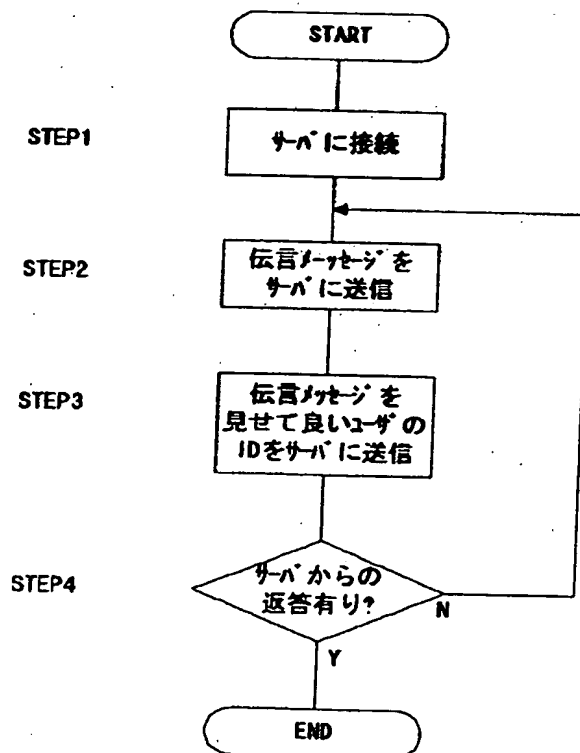 START
STEP1
ｻｰﾊﾞに接続
STEP2
伝言ﾒｰｯｾｰｼﾞを
ｻｰﾊﾞに送信
STEP3
伝言ﾒｯｾｰｼﾞを
見せて良いﾕｰｻﾞの
IDをｻｰﾊﾞに送信
STEP4
ｻｰﾊﾞからの
返答有り?
N
Y
END